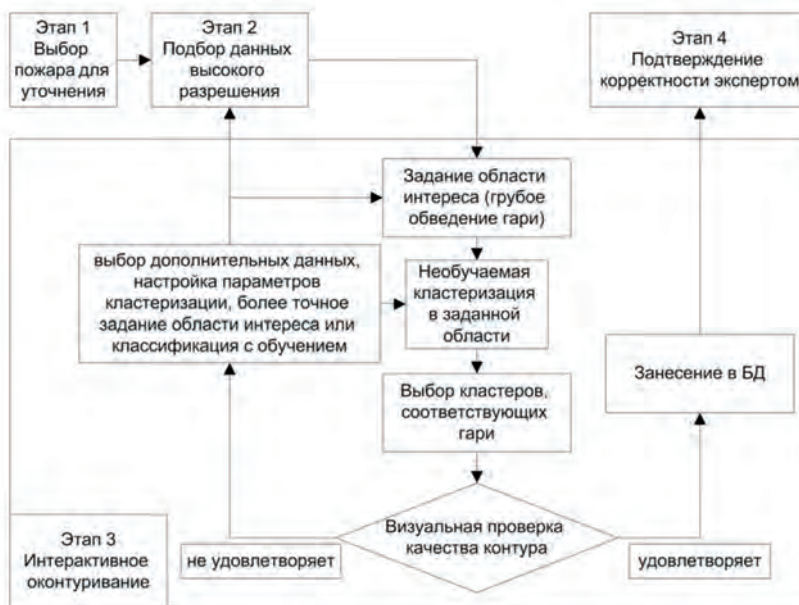 Этап 1
Выбор
пожара для
уточнения
Этап 2
Подбор данных
высокого
разрешения
Этап 4
Подтверждение
корректности экспертом
Задание области
интереса (грубое
обведение гари)
выбор дополнительных данных,
настройка параметров
кластеризации, более точное
задание области интереса или
классификация с обучением
Необучаемая
кластеризация
в заданной
области
Занесение в БД
Выбор кластеров,
соответствующих
гари
Визуальная проверка
качества контура
Этап 3
Интерактивное
оконтуривание
не удовлетворяет
удовлетворяет